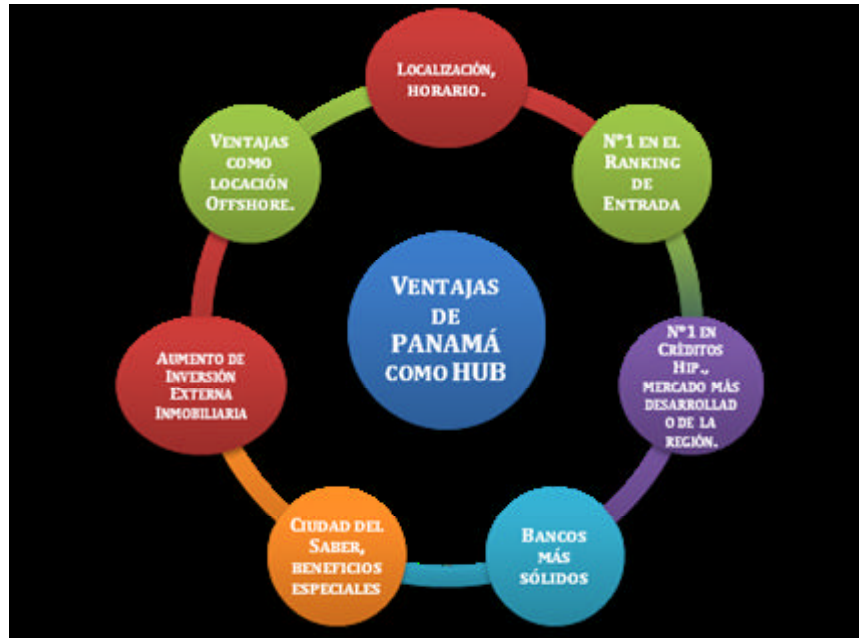 LOCALIZACIÓN,
HORARIO.
N°1 EN EL
RANKING
DE
ENTRADA
N°1 EN
CRÉDITOS
HIP.,
MERCADO MÁS
DESARROLLAD
O DE LA
REGIÓN.
BANCOS
MÁS
SÓLIDOS
CIUDAD DEL
SABER,
BENEFICIOS
ESPECIALES
AUMENTO DE
INVERSIÓN
EXTERNA
INMOBILIARIA
VENTAJAS
COMO
LOCACIÓN
OFFSHORE.
VENTAJAS
DE
PANAMÁ
COMO HUB